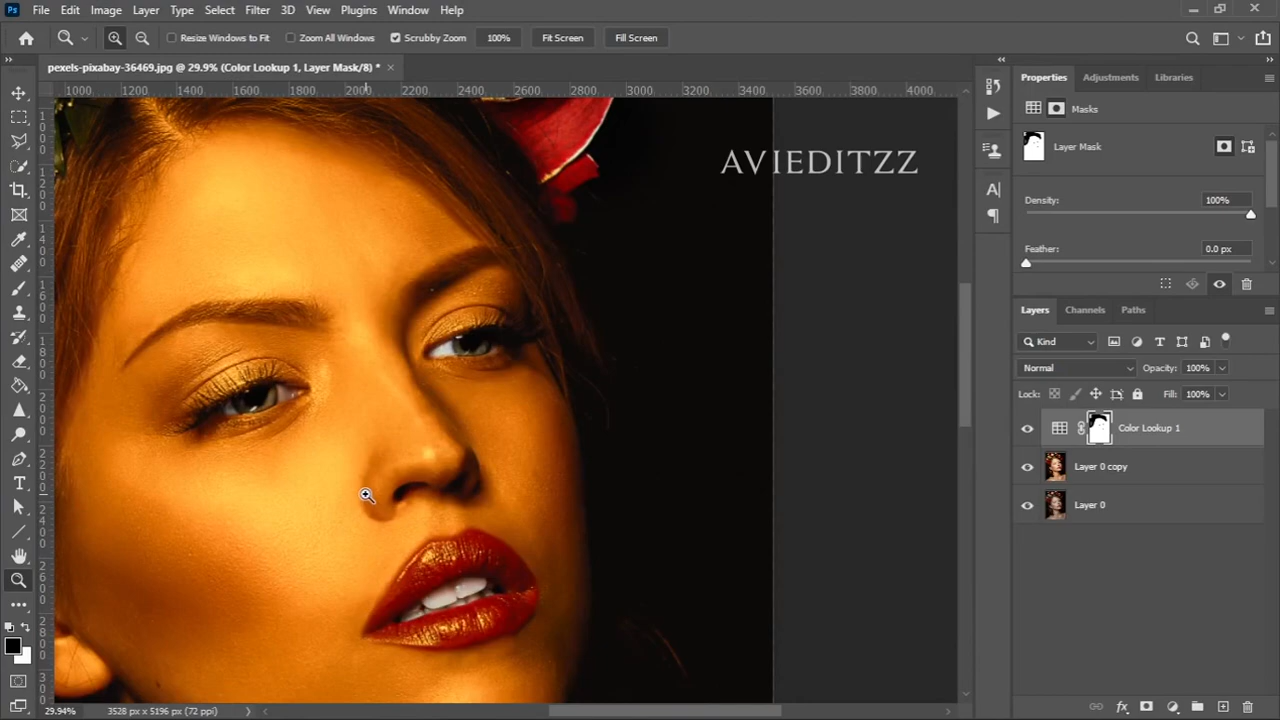 Ps File Edit Image Layer Type Select Filter 3D View Plugins Window Help
Resize Windows to Fit Zoom All Windows Scrubby Zoom 100% Fit Screen Fill Screen
pexels-pixabay-36469.jpg @ 29.9% (Color Lookup 1, Layer Mask/8) *
1000 1200 1400 1600 1800 2000 2200 2400 2600 2800 3000 3200 3400 3600 3800 4000
AVIEDITZZ
Properties Adjustments Libraries
Masks
Layer Mask
Density: 100%
Feather: 0.0 px
Layers Channels Paths
Kind
Normal Opacity: 100%
Lock: Fill: 100%
Color Lookup 1
Layer 0 copy
Layer 0
29.94% 3528 px x 5196 px (72 ppi)